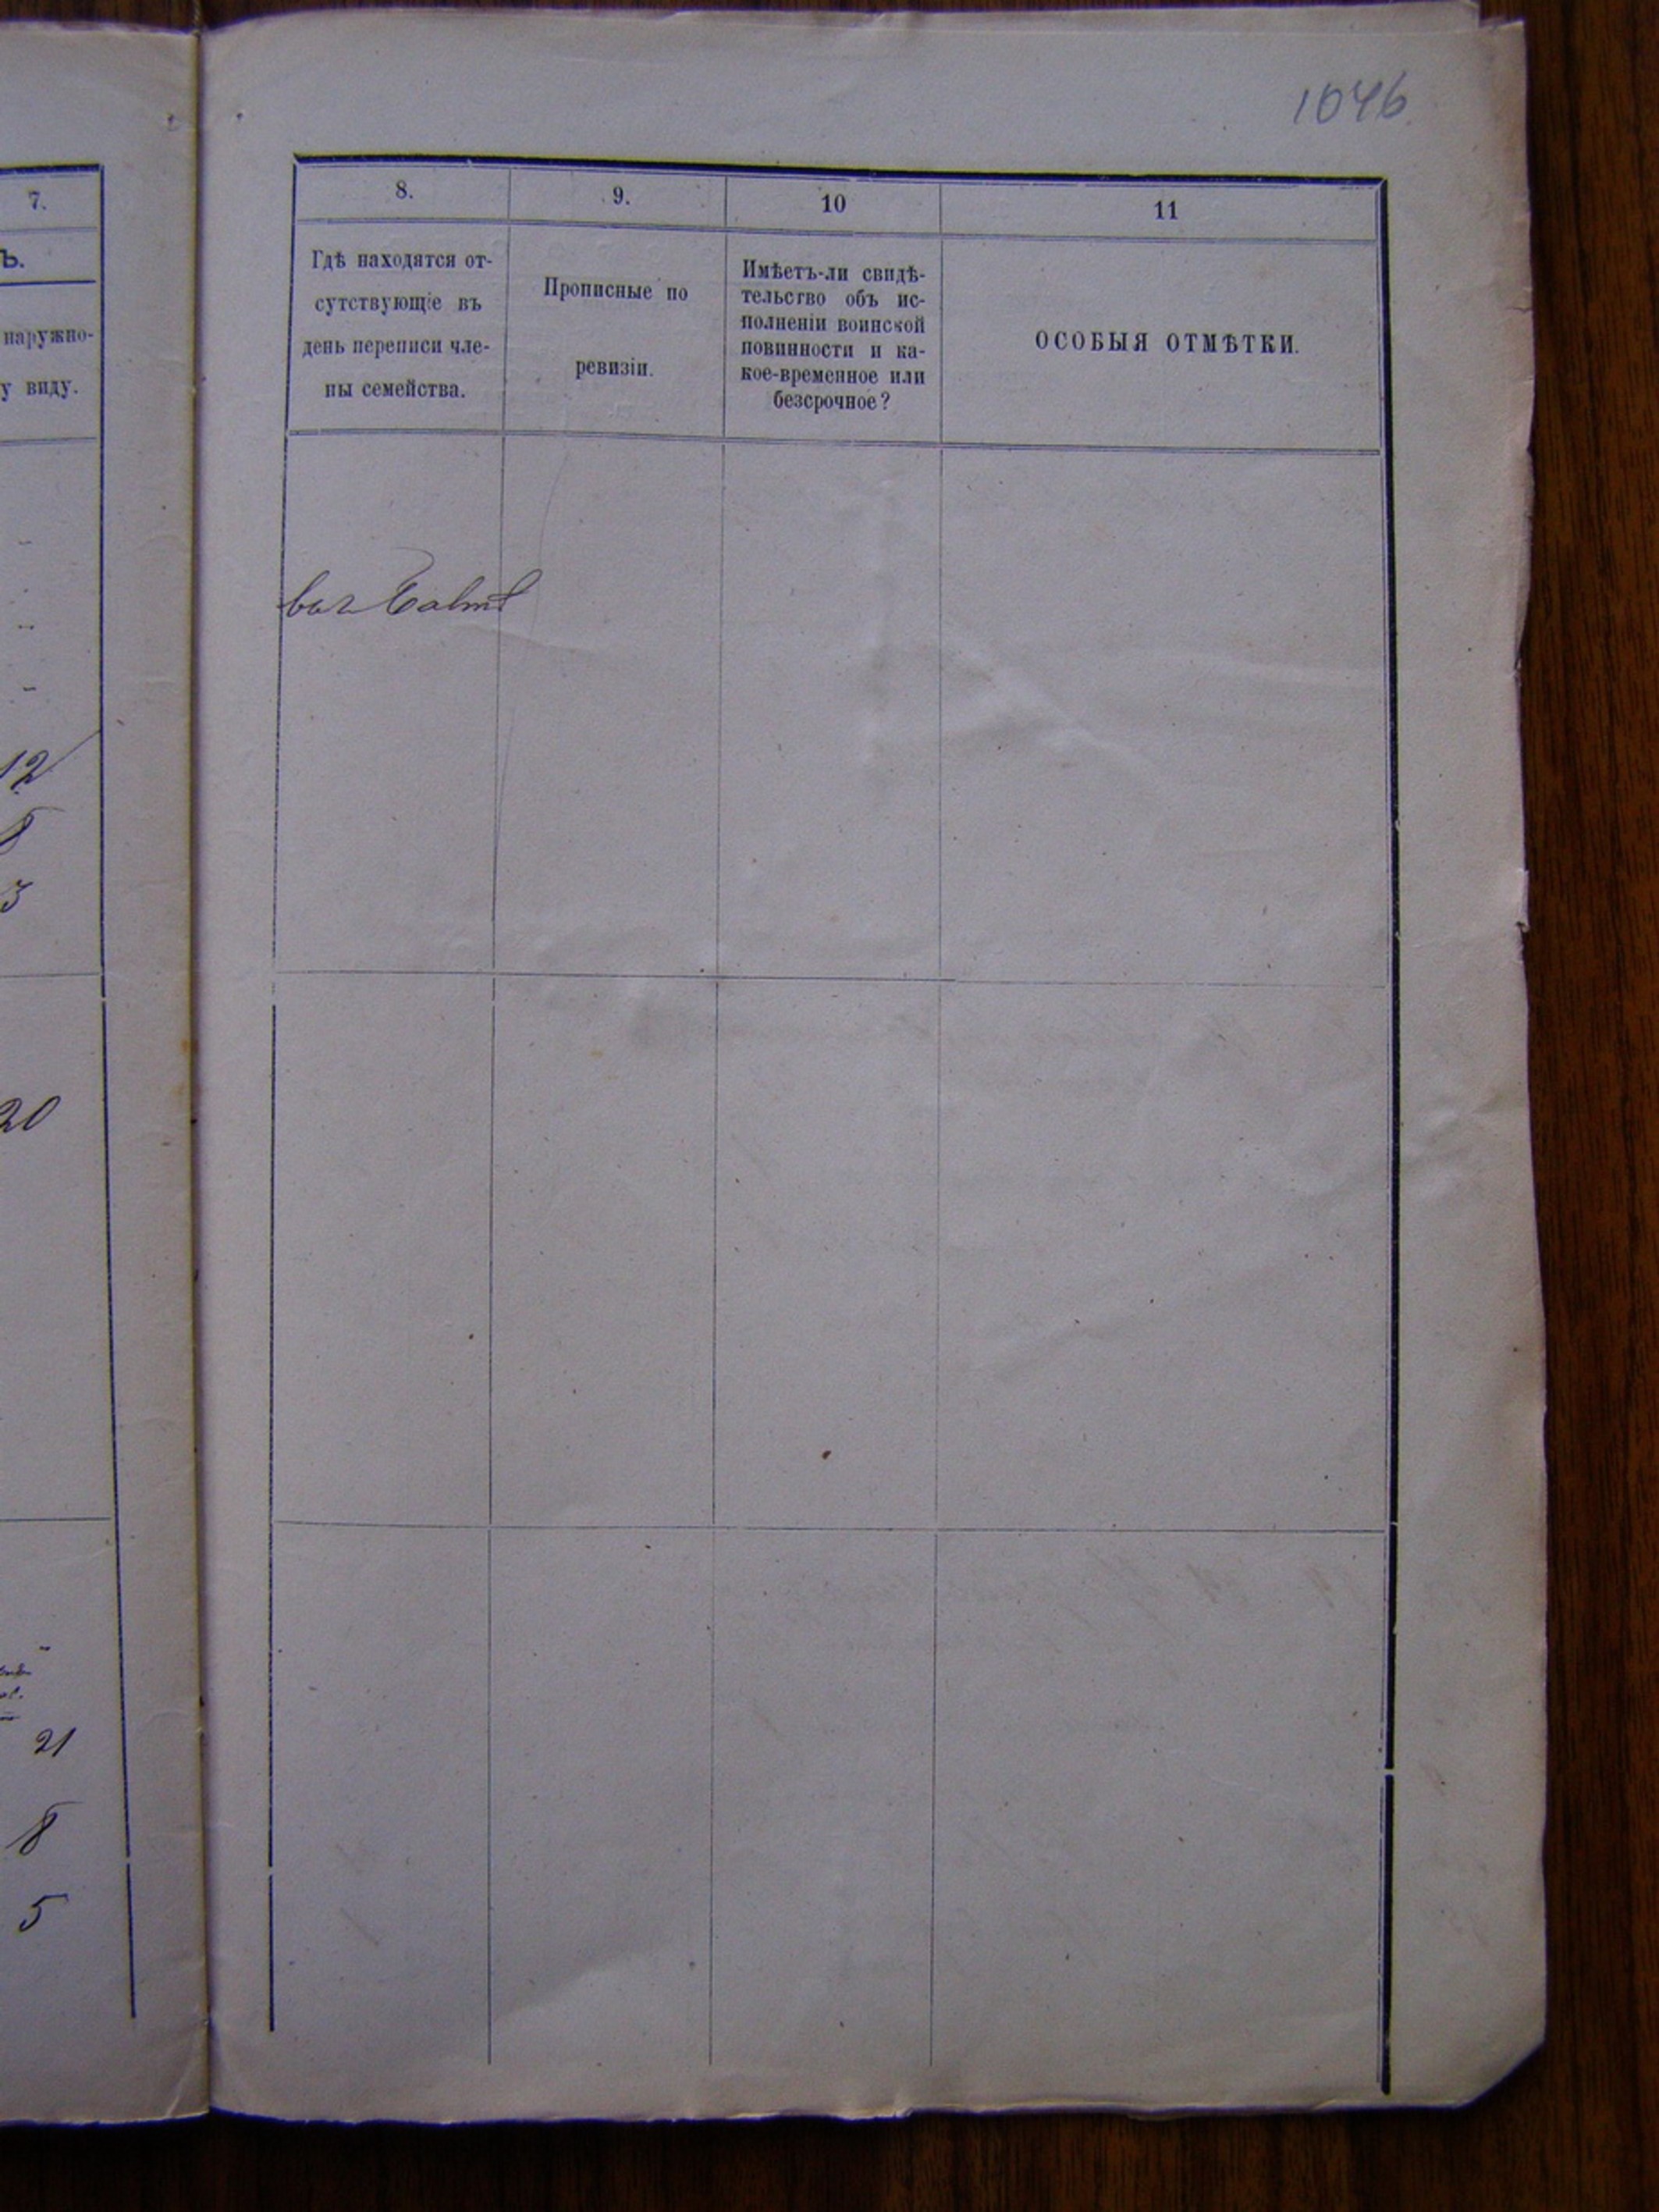 1046
7.
Ъ.
наружно-
у виду.
12
8
3
20
21
8
5
8.
9.
10
11
Гдѣ находятся от-
сутствующіе въ
день переписи чле-
ны семейства.
Прописные по
ревизіи.
Имѣетъ-ли свидѣ-
тельство объ ис-
полненіи воинской
повинности и ка-
кое-временное или
безсрочное?
ОСОБЫЯ ОТМѢТКИ.